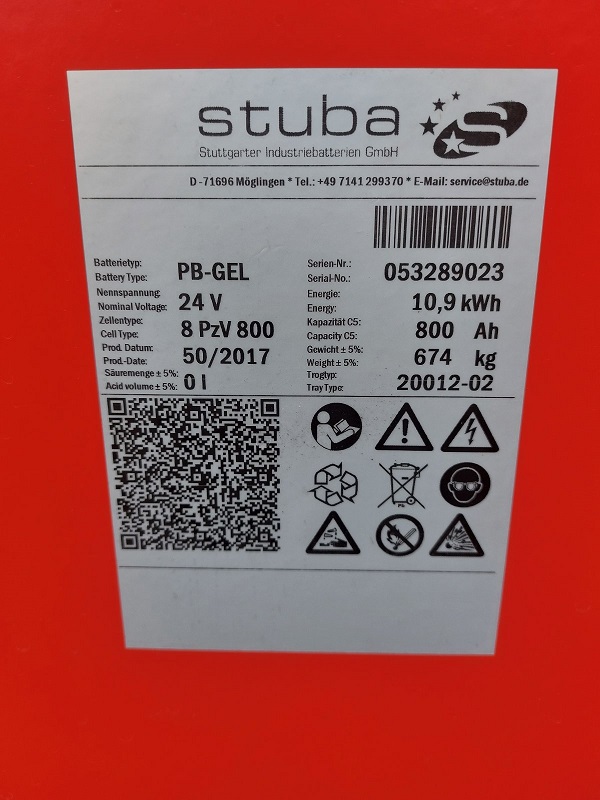 stuba
Stuttgarter Industriebatterien GmbH
D -71696 Möglingen * Tel.: +49 7141 299370 * E-Mail: service@stuba.de
Batterietyp:
Battery Type: PB-GEL
Nennspannung:
Nominal Voltage: 24 V
Zellentype:
Cell Type: 8 PzV 800
Prod. Datum:
Prod.-Date: 50/2017
Säuremenge ± 5%:
Acid volume ± 5%: 0 l
Serien-Nr.:
Serial-No.: 053289023
Energie:
Energy: 10,9 kWh
Kapazität C5:
Capacity C5: 800 Ah
Gewicht ± 5%:
Weight ± 5%: 674 kg
Trogtyp:
Tray Type: 20012-02